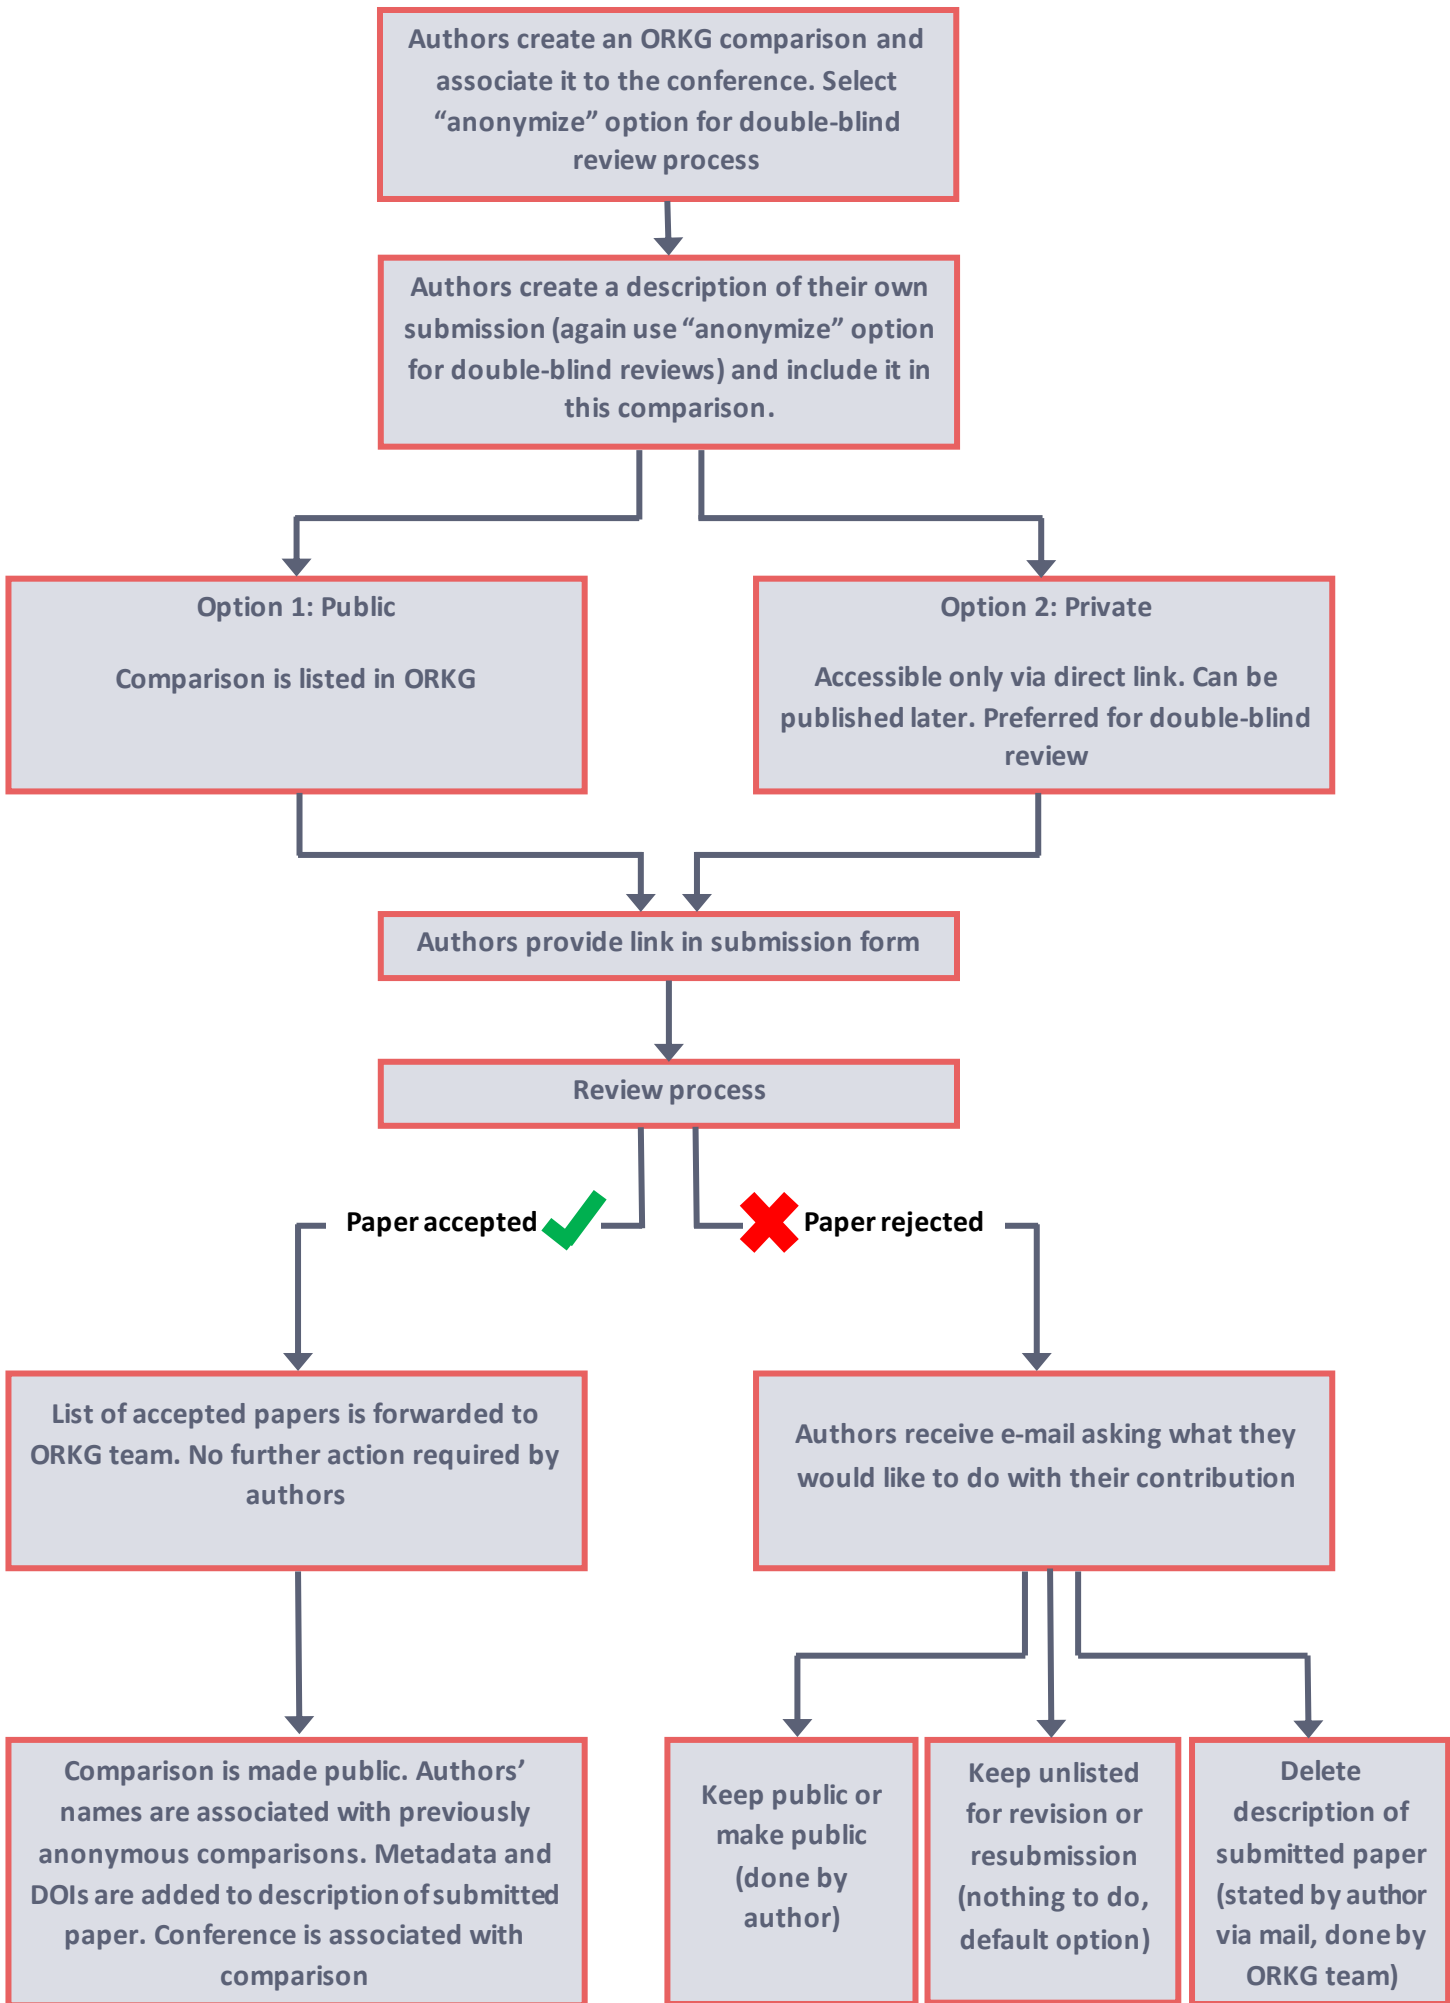 Authors create an ORKG comparison and
associate it to the conference. Select
“anonymize” option for double-blind
review process
Authors create a description of their own
submission (again use “anonymize” option
for double-blind reviews) and include it in
this comparison.
Option 1: Public
Comparison is listed in ORKG
Option 2: Private
Accessible only via direct link. Can be
published later. Preferred for double-blind
review
Authors provide link in submission form
Review process
Paper accepted
Paper rejected
List of accepted papers is forwarded to
ORKG team. No further action required by
authors
Authors receive e-mail asking what they
would like to do with their contribution
Comparison is made public. Authors’
names are associated with previously
anonymous comparisons. Metadata and
DOIs are added to description of submitted
paper. Conference is associated with
comparison
Keep public or
make public
(done by
author)
Keep unlisted
for revision or
resubmission
(nothing to do,
default option)
Delete
description of
submitted paper
(stated by author
via mail, done by
ORKG team)